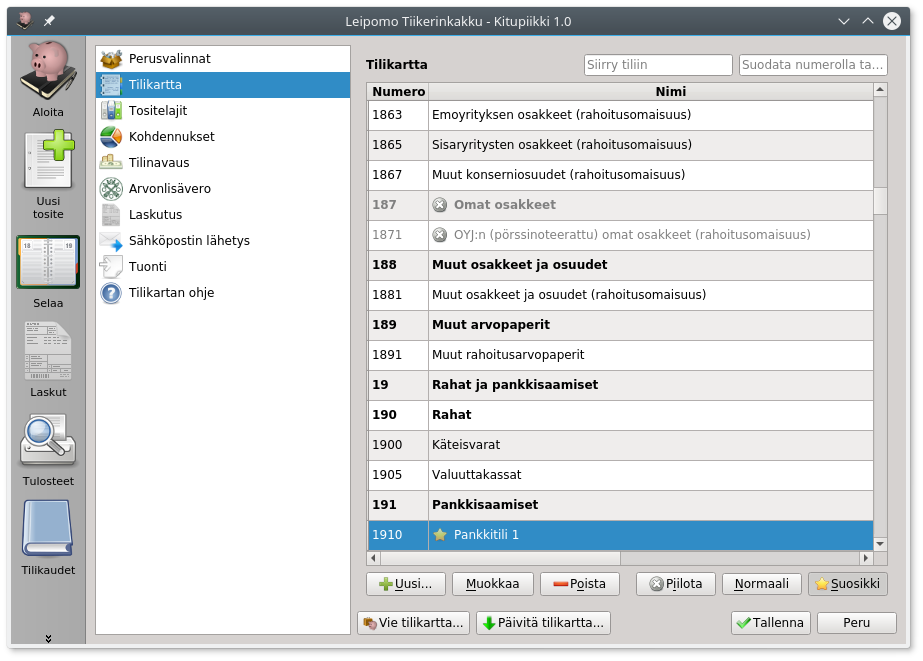 Leipomo Tiikerinkakku - Kitupiikki 1.0
Aloita
Uusi
tosite
Selaa
Laskut
Tulosteet
Tilikaudet
Perusvalinnat
Tilikartta
Tositelajit
Kohdennukset
Tilinavaus
Arvonlisävero
Laskutus
Sähköpostin lähetys
Tuonti
Tilikartan ohje
Tilikartta
Siirry tiliin
Suodata numerolla ta...
Numero Nimi
1863 Emoyrityksen osakkeet (rahoitusomaisuus)
1865 Sisaryritysten osakkeet (rahoitusomaisuus)
1867 Muut konserniosuudet (rahoitusomaisuus)
187 Omat osakkeet
1871 OYJ:n (pörssinoteerattu) omat osakkeet (rahoitusomaisuus)
188 Muut osakkeet ja osuudet
1881 Muut osakkeet ja osuudet (rahoitusomaisuus)
189 Muut arvopaperit
1891 Muut rahoitusarvopaperit
19 Rahat ja pankkisaamiset
190 Rahat
1900 Käteisvarat
1905 Valuuttakassat
191 Pankkisaamiset
1910 Pankkitili 1
Uusi... Muokkaa Poista Piilota Normaali Suosikki
Vie tilikartta... Päivitä tilikartta... Tallenna Peru